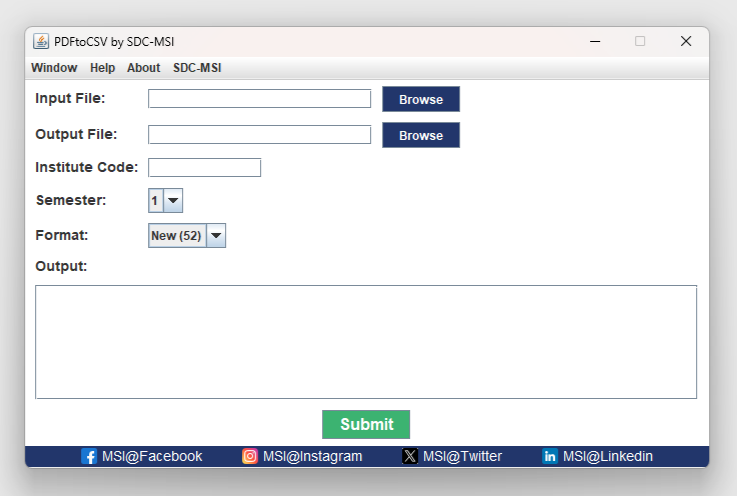 PDFtoCSV by SDC-MSI
Window Help About SDC-MSI
Input File: Browse
Output File: Browse
Institute Code:
Semester: 1
Format: New (52)
Output:
Submit
MSI@Facebook MSI@Instagram MSI@Twitter MSI@Linkedin